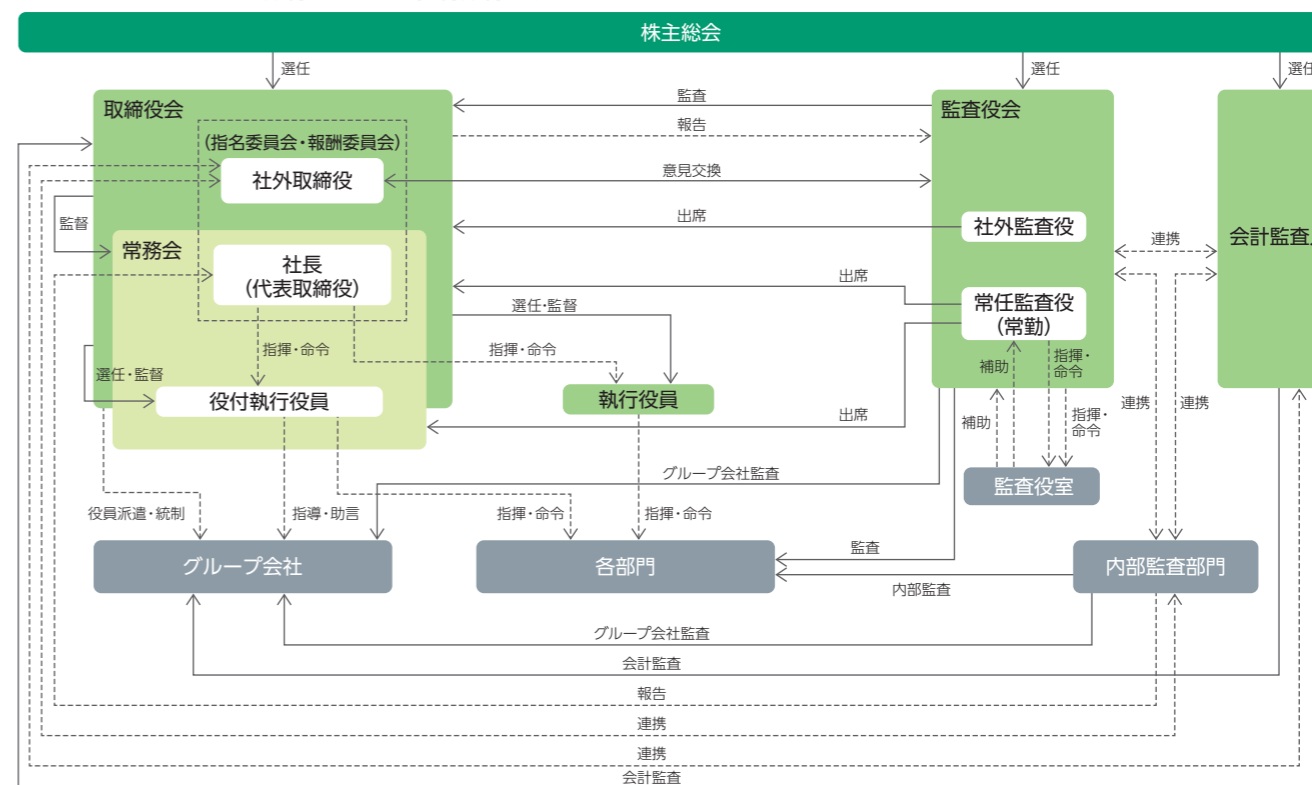 株主総会
選任
選任
選任
取締役会
(指名委員会・報酬委員会)
社外取締役
監督
常務会
社長
(代表取締役)
指揮・命令
選任・監督
役付執行役員
監査
報告
意見交換
出席
出席
選任・監督
指揮・命令
執行役員
出席
監査役会
社外監査役
常任監査役
(常勤)
補助
指揮・
命令
補助
指揮・
命令
監査役室
連携
会計監査
連携
連携
グループ会社監査
役員派遣・統制
指導・助言
指揮・命令
指揮・命令
グループ会社
各部門
監査
内部監査
内部監査部門
グループ会社監査
会計監査
報告
連携
連携
会計監査